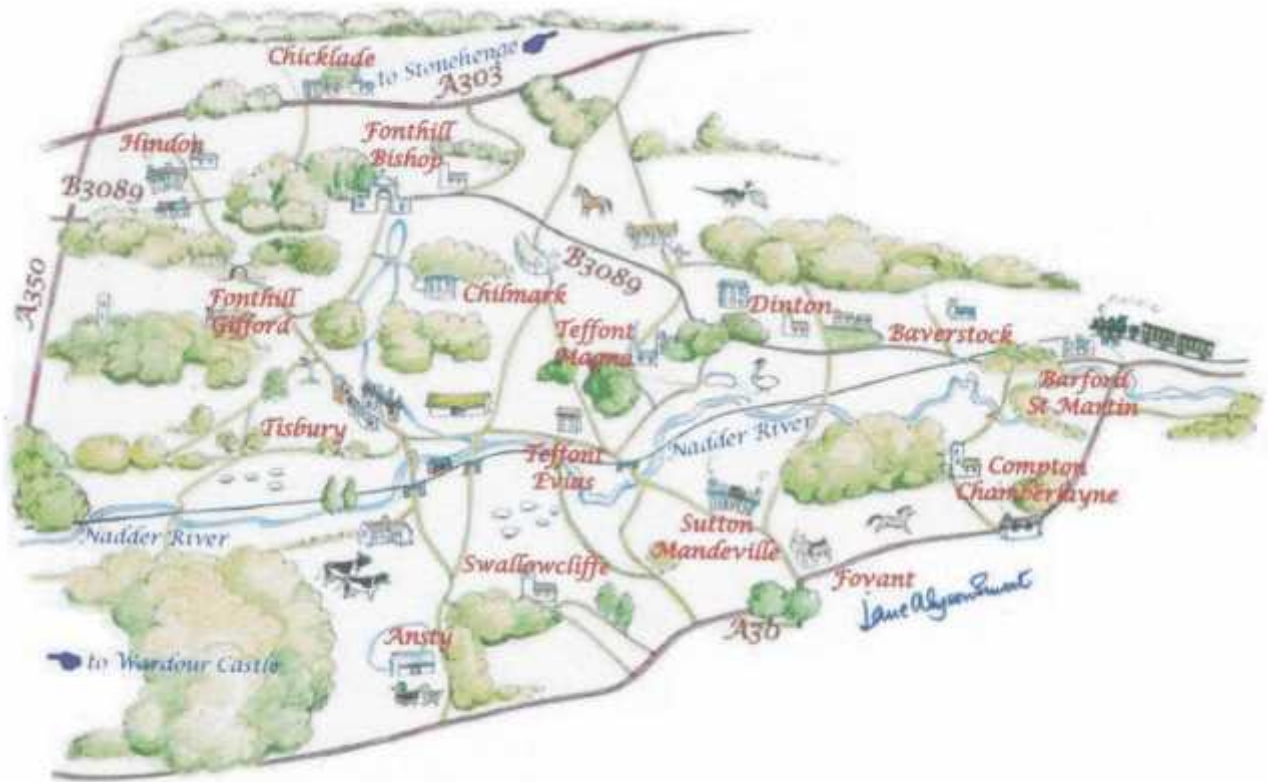 Chicklade
to Stonehenge
A303
Hindon
Fonthill
Bishop
B3089
A350
Fonthill
Gifford
Chilmark
B3089
Dinton
Teffont
Magna
Baverstock
Barford
St Martin
Tisbury
Nadder River
Teffont
Evias
Compton
Chamberlayne
Nadder River
Sutton
Mandeville
Swallowcliffe
Fovant
Ansty
A36
to Wardour Castle